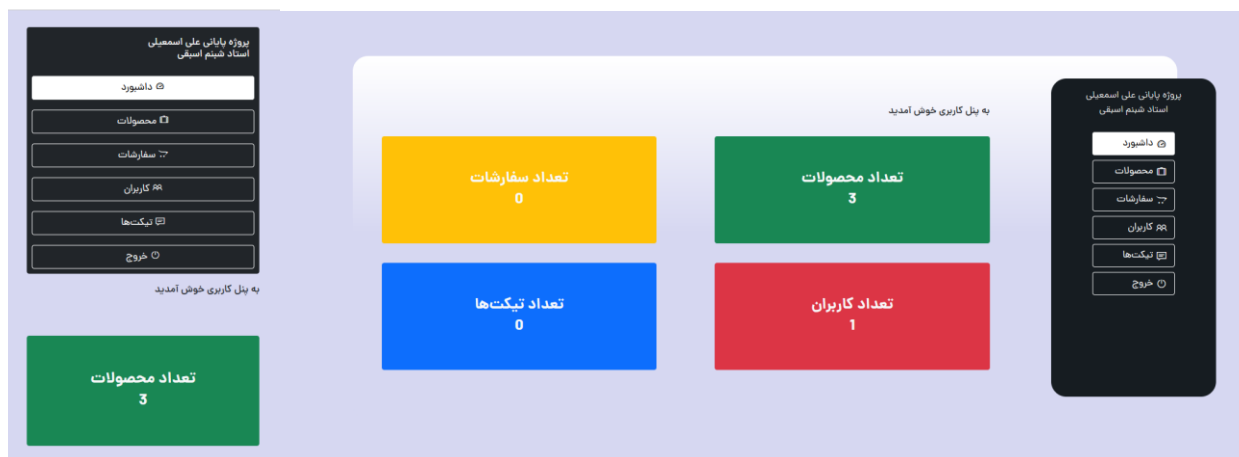 پروژه پایانی علی اسمعیلی
استاد شبنم اسبقی
داشبورد
محصولات
سفارشات
کاربران
تیکت‌ها
خروج
به پنل کاربری خوش آمدید
تعداد محصولات
3
تعداد سفارشات
0
تعداد کاربران
1
تعداد تیکت‌ها
0
پروژه پایانی علی اسمعیلی
استاد شبنم اسبقی
داشبورد
محصولات
سفارشات
کاربران
تیکت‌ها
خروج
به پنل کاربری خوش آمدید
تعداد محصولات
3